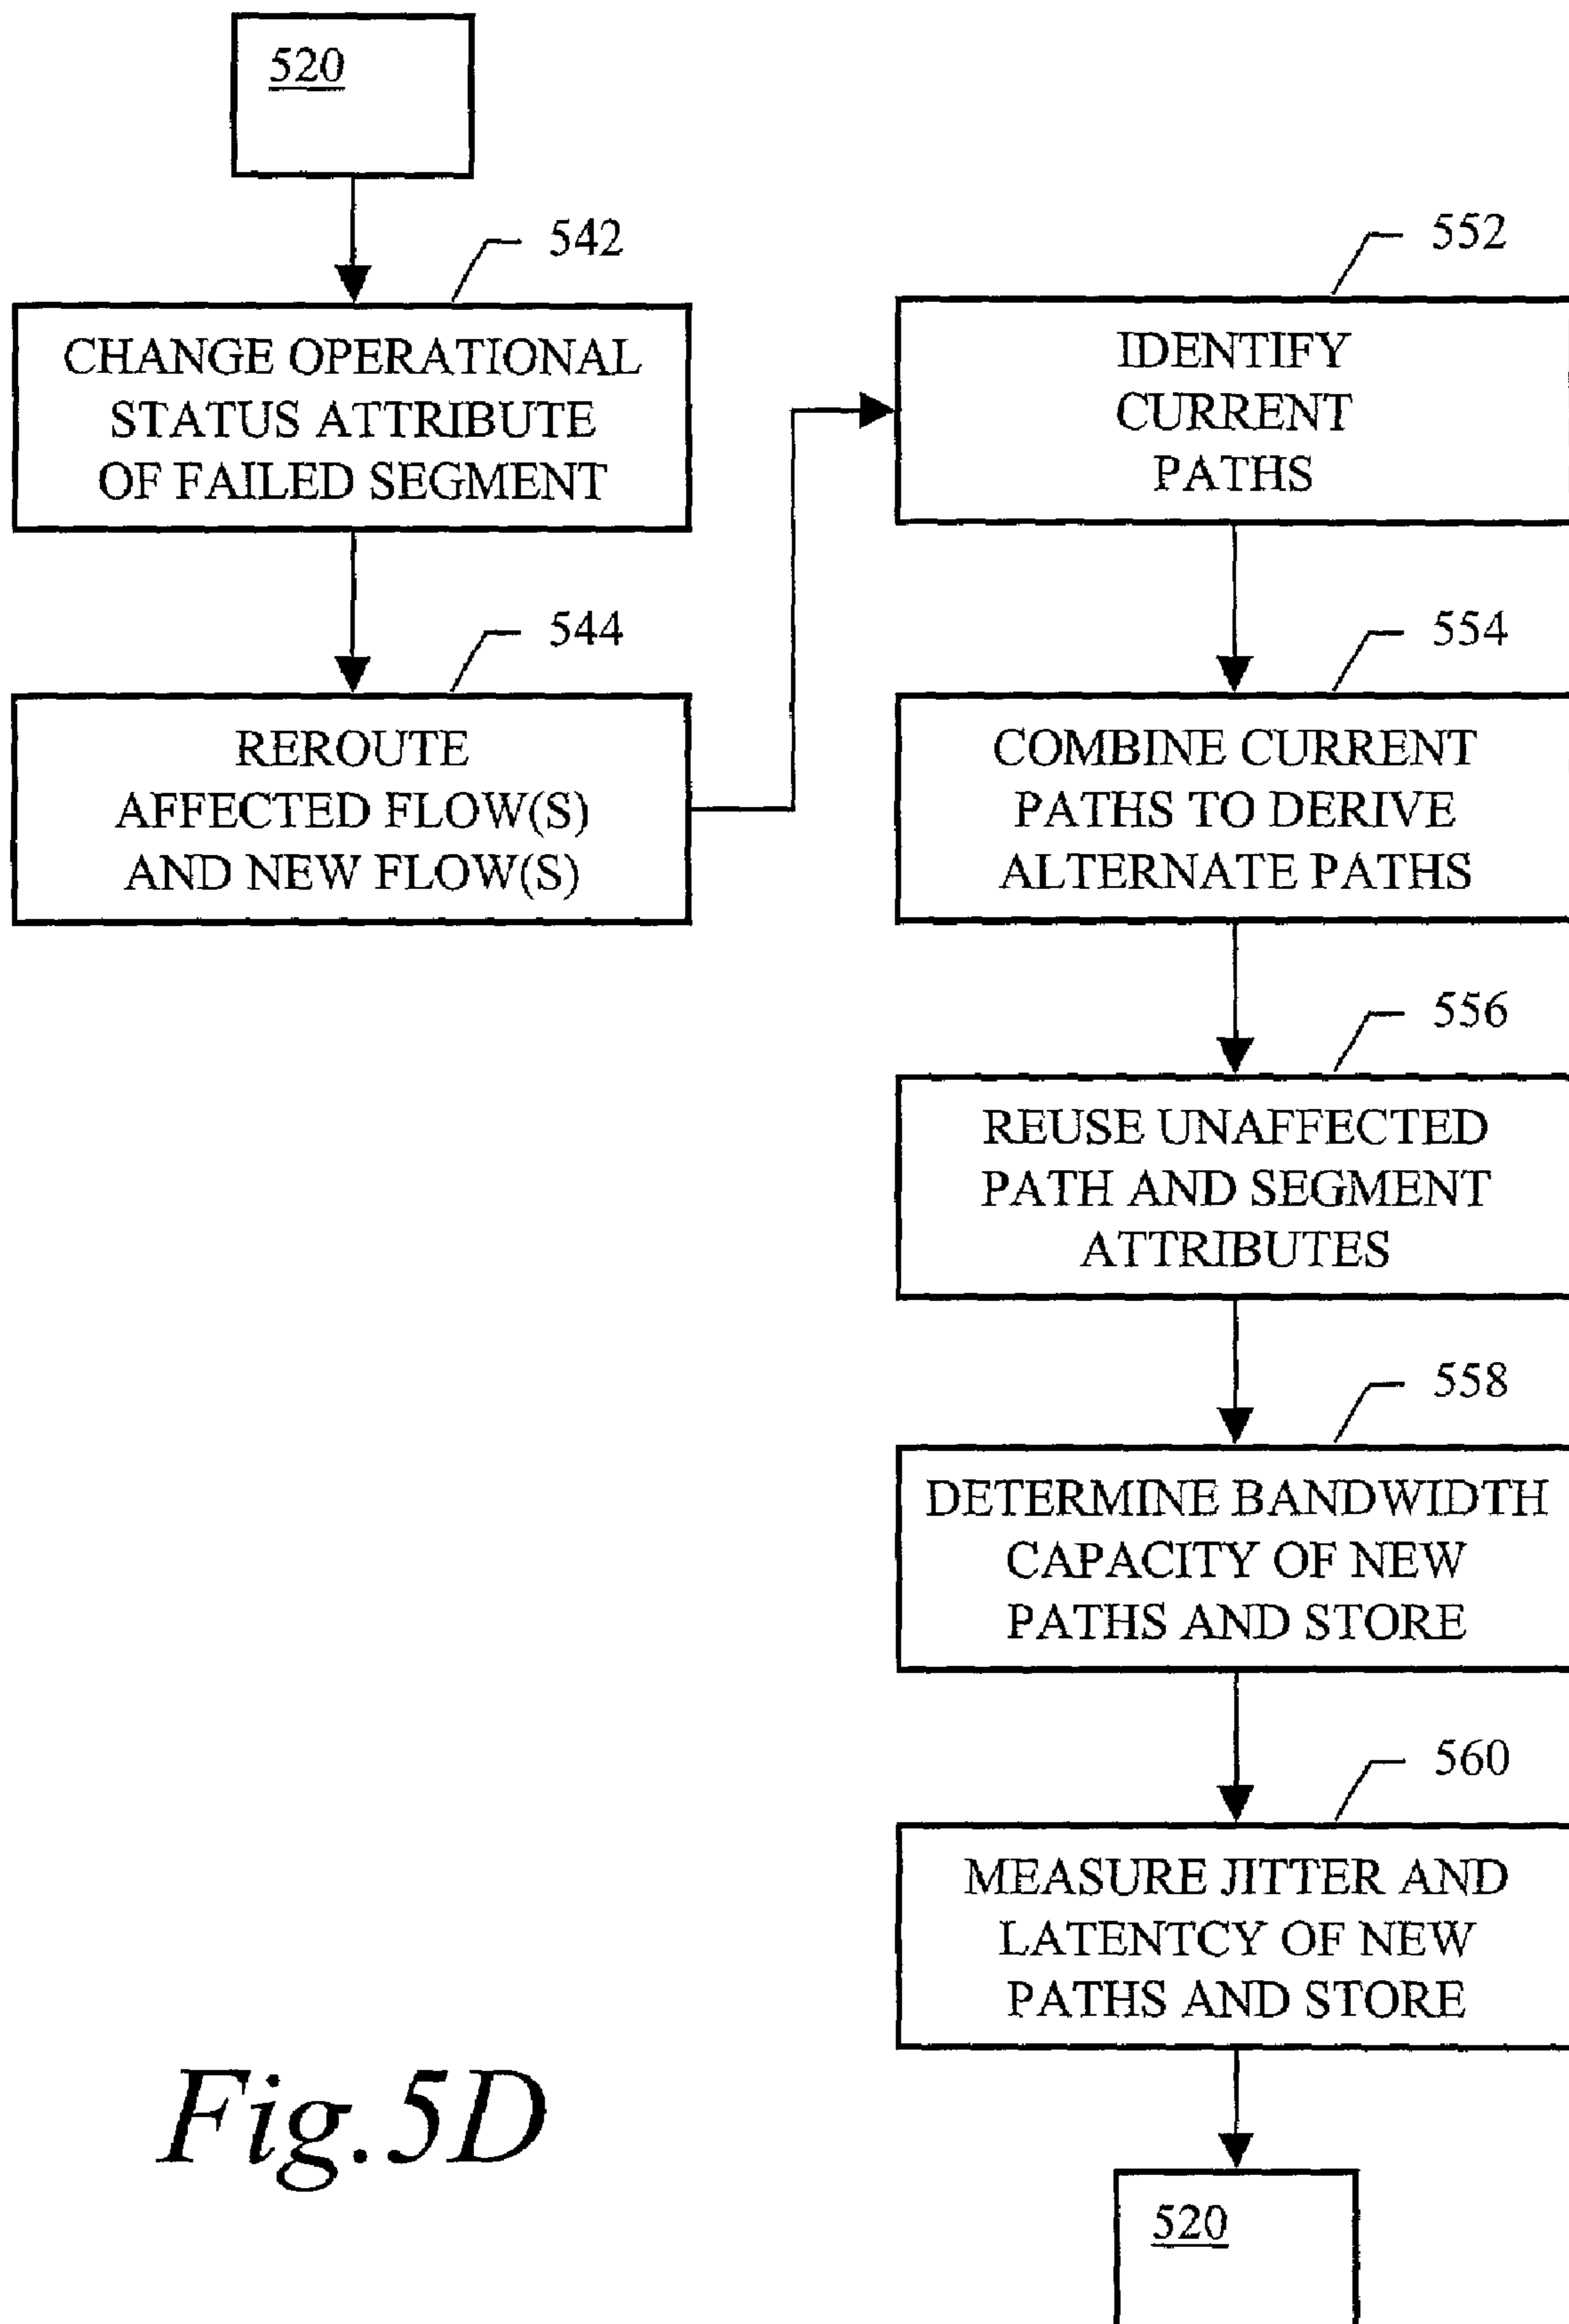 520
542
CHANGE OPERATIONAL
STATUS ATTRIBUTE
OF FAILED SEGMENT
544
REROUTE
AFFECTED FLOW(S)
AND NEW FLOW(S)
552
IDENTIFY
CURRENT
PATHS
554
COMBINE CURRENT
PATHS TO DERIVE
ALTERNATE PATHS
556
REUSE UNAFFECTED
PATH AND SEGMENT
ATTRIBUTES
558
DETERMINE BANDWIDTH
CAPACITY OF NEW
PATHS AND STORE
560
MEASURE JITTER AND
LATENTCY OF NEW
PATHS AND STORE
520
Fig.5D